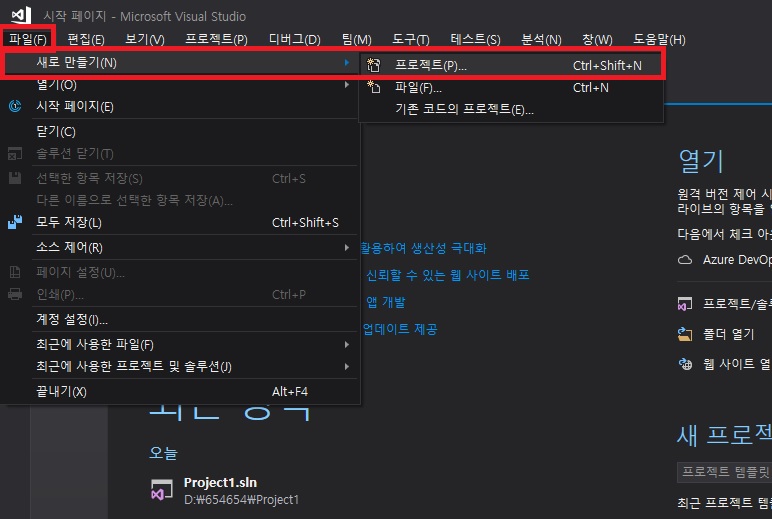 시작 페이지 - Microsoft Visual Studio
파일(F) 편집(E) 보기(V) 프로젝트(P) 디버그(D) 팀(M) 도구(T) 테스트(S) 분석(N) 창(W) 도움말(H)
새로 만들기(N)
프로젝트(P)... Ctrl+Shift+N
파일(F)... Ctrl+N
기존 코드의 프로젝트(E)...
열기(O)
시작 페이지(E)
닫기(C)
솔루션 닫기(T)
선택한 항목 저장(S) Ctrl+S
다른 이름으로 선택한 항목 저장(A)...
모두 저장(L) Ctrl+Shift+S
소스 제어(R)
페이지 설정(U)...
인쇄(P)... Ctrl+P
계정 설정(I)...
최근에 사용한 파일(F)
최근에 사용한 프로젝트 및 솔루션(J)
끝내기(X) Alt+F4
활용하여 생산성 극대화
신뢰할 수 있는 웹 사이트 배포
앱 개발
업데이트 제공
오늘
Project1.sln
D:₩654654₩Project1
열기
원격 버전 제어 시
라이브의 항목을
다음에서 체크 아웃
Azure DevOp
프로젝트/솔루
폴더 열기
웹 사이트 열
새 프로젝
프로젝트 템플릿
최근 프로젝트 템플